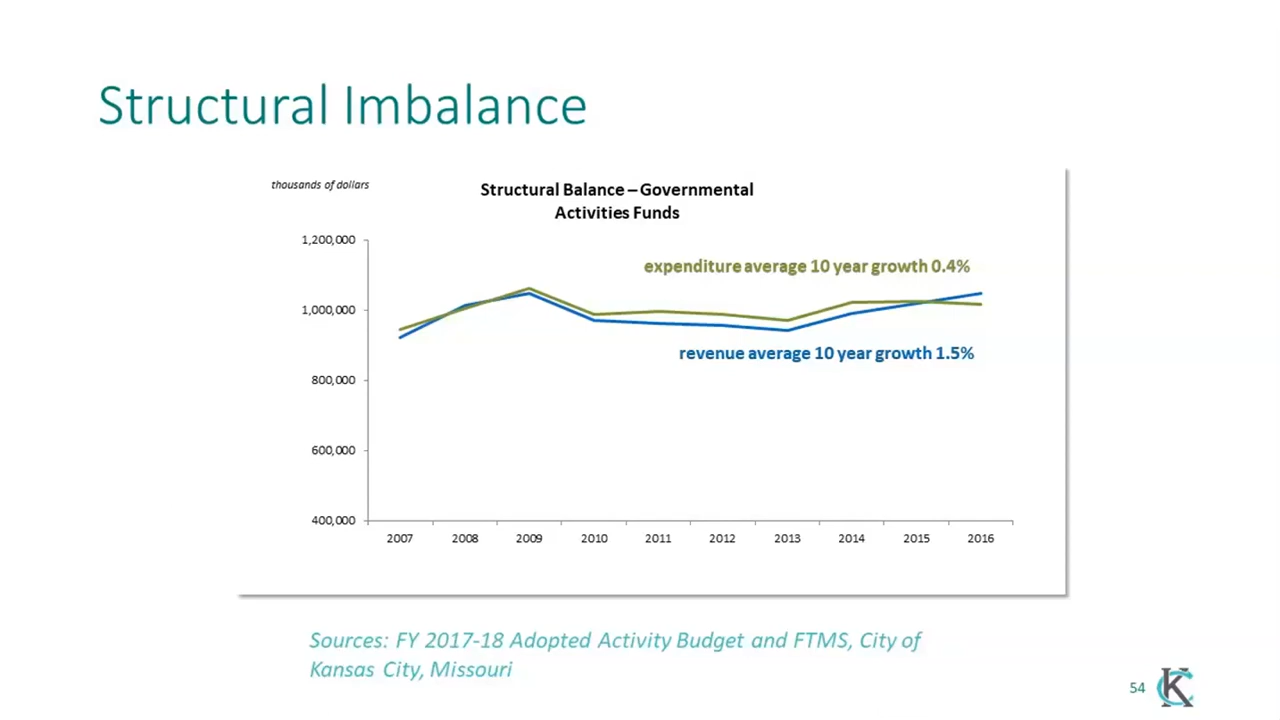 Structural Imbalance
thousands of dollars
Structural Balance – Governmental
Activities Funds
1,200,000
1,000,000
800,000
600,000
400,000
expenditure average 10 year growth 0.4%
revenue average 10 year growth 1.5%
2007 2008 2009 2010 2011 2012 2013 2014 2015 2016
Sources: FY 2017-18 Adopted Activity Budget and FTMS, City of
Kansas City, Missouri
54
KC